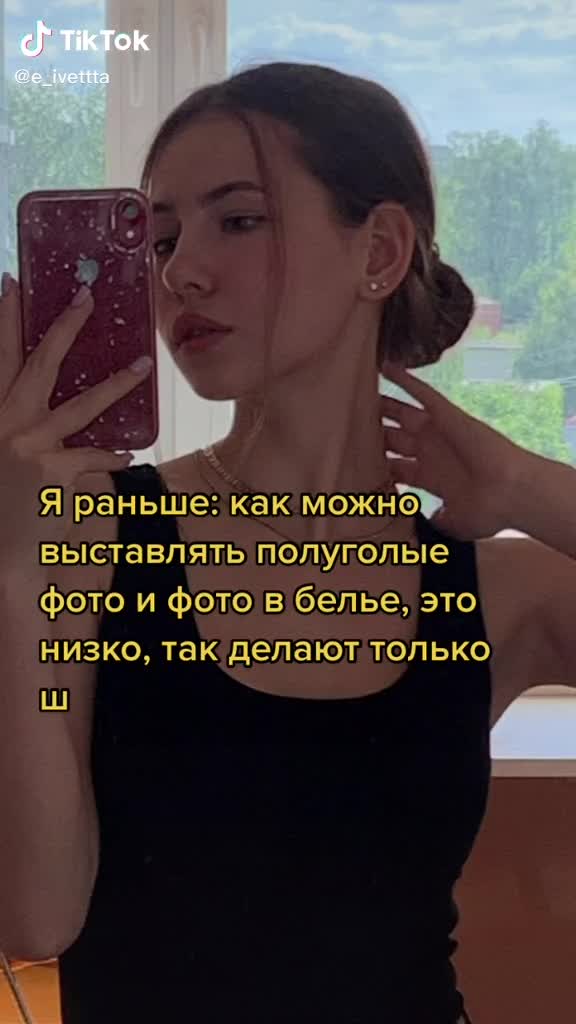 TikTok
@e_ivettta
Я раньше: как можно
выставлять полуголые
фото и фото в белье, это
низко, так делают только
ш